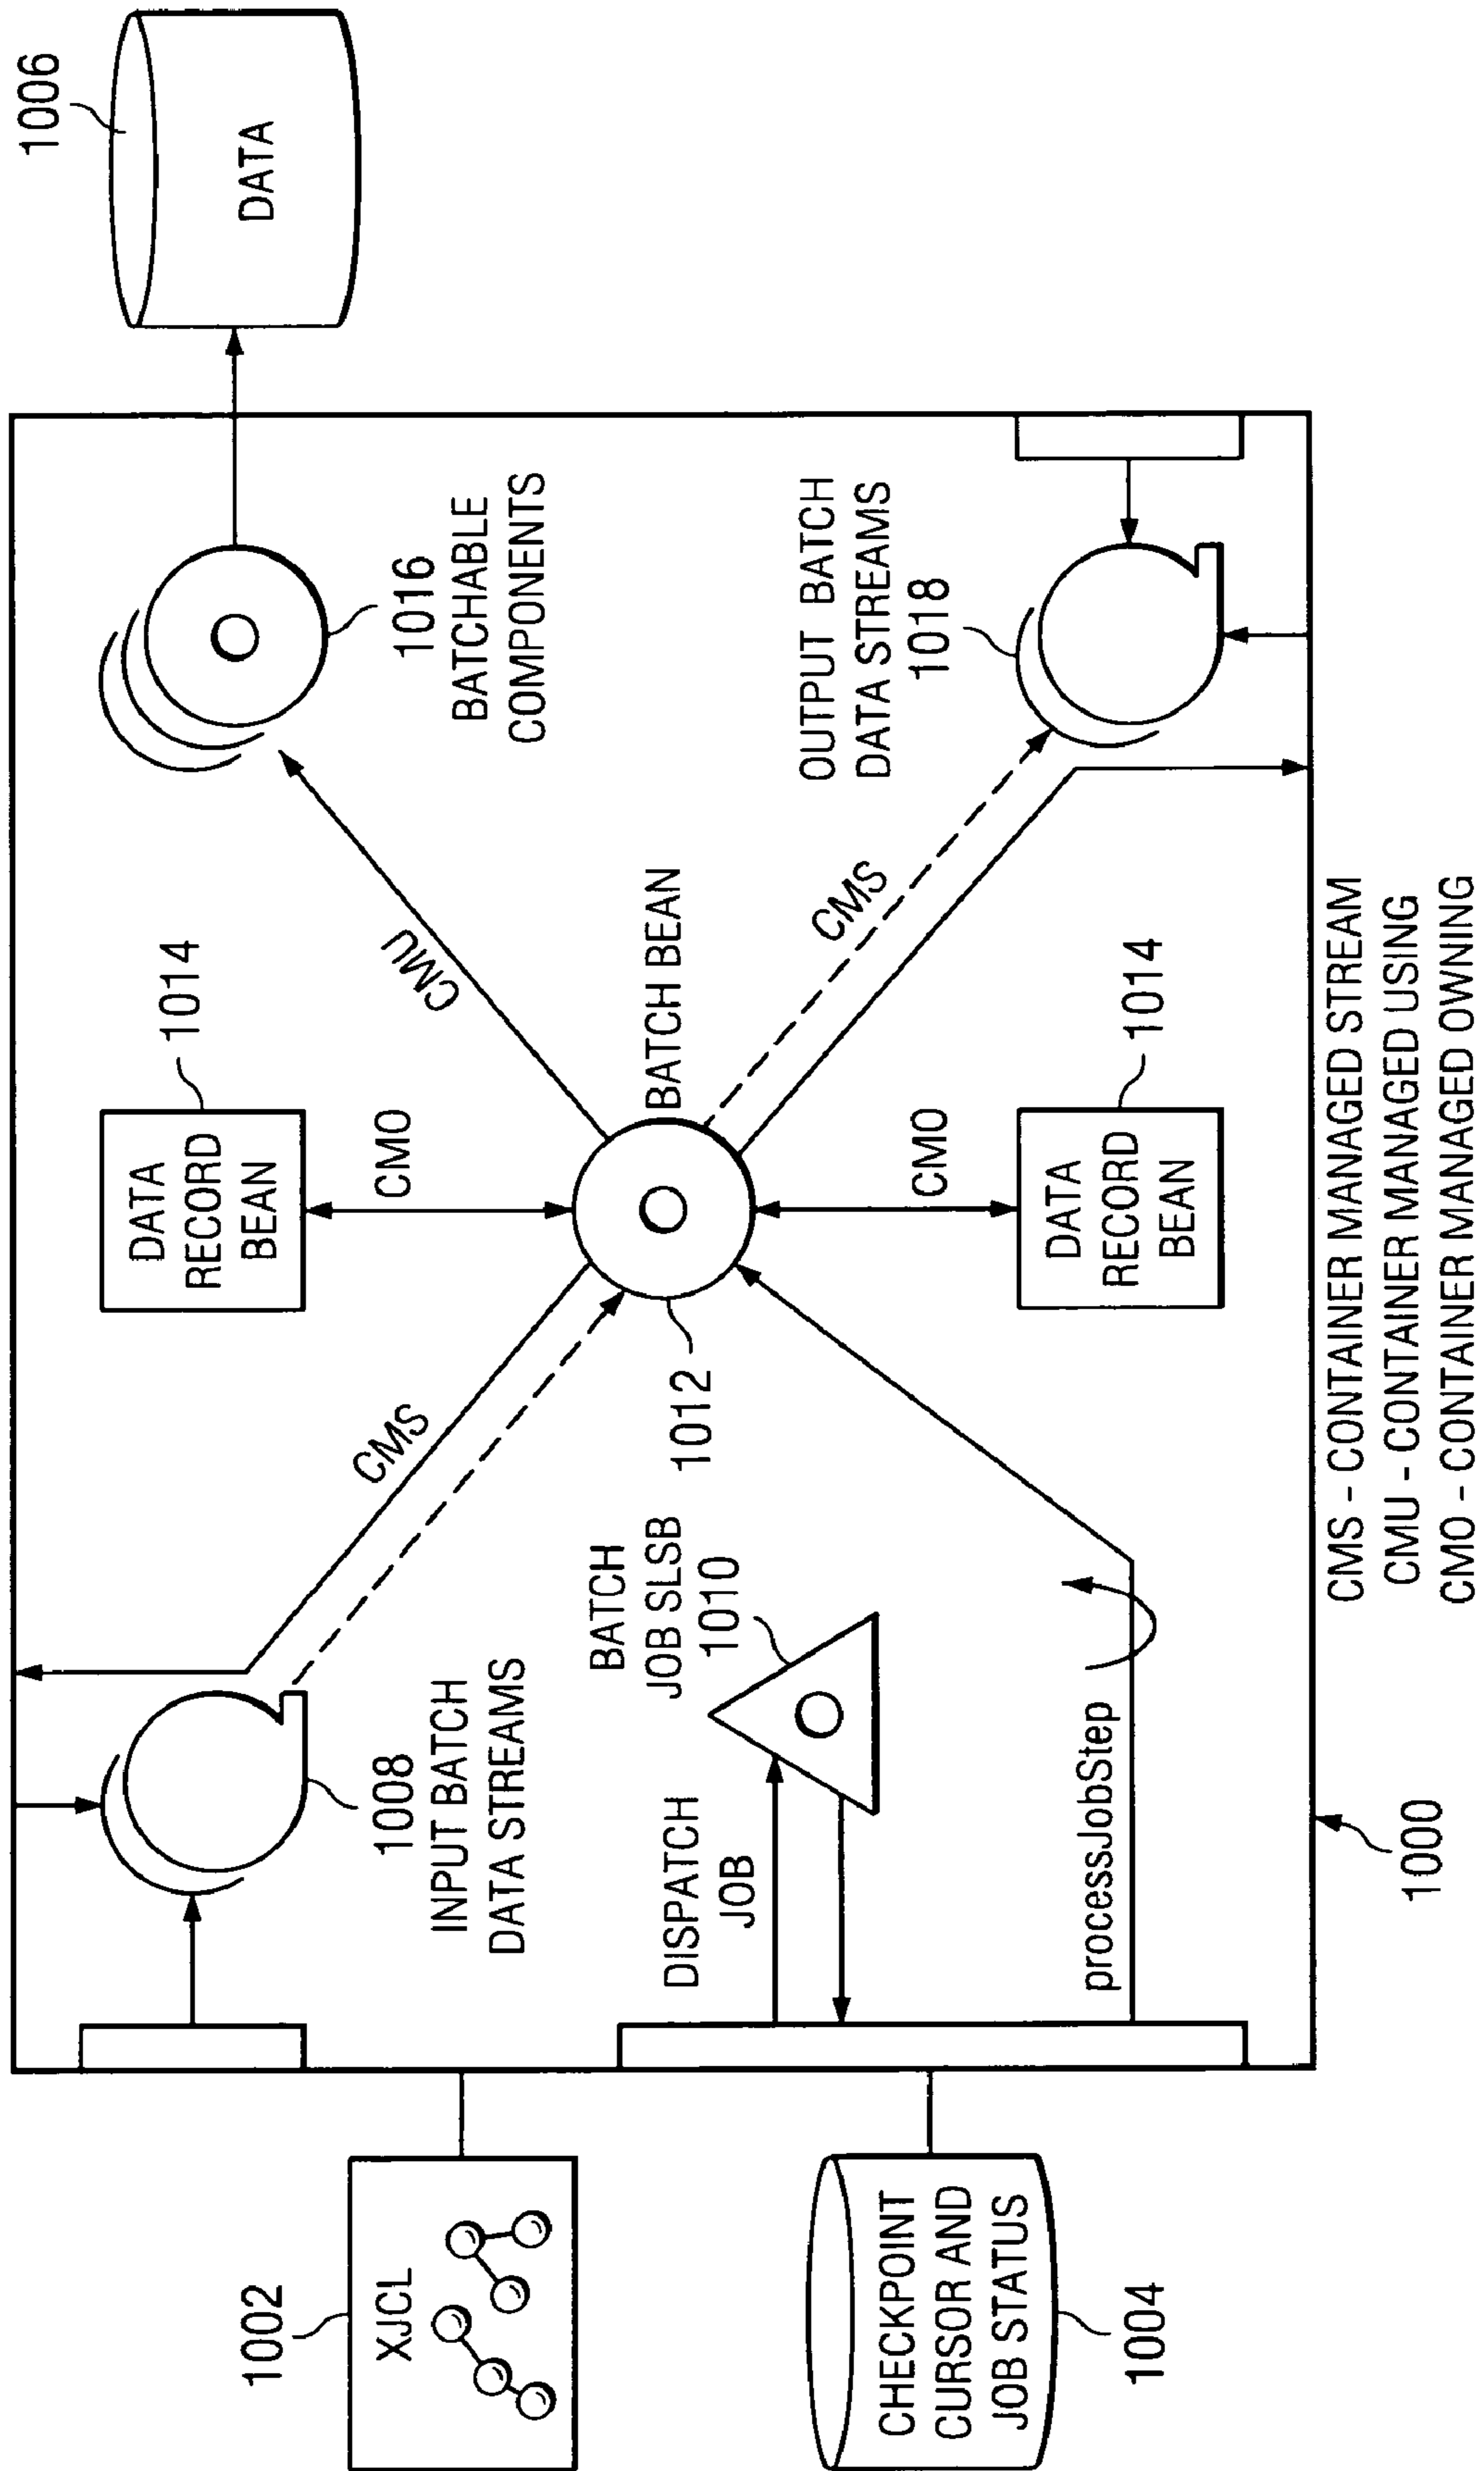 1002
XJCL
CHECKPOINT
CURSOR AND
JOB STATUS
1004
1008
INPUT BATCH
DATA STREAMS
DISPATCH
JOB
BATCH
JOB SLSB
1010
processJobStep
1000
CMS
DATA
RECORD
BEAN
1014
CMO
BATCH BEAN
1012
CMO
DATA
RECORD
BEAN
1014
CMU
CMS
1016
BATCHABLE
COMPONENTS
OUTPUT BATCH
DATA STREAMS
1018
1006
DATA
CMS - CONTAINER MANAGED STREAM
CMU - CONTAINER MANAGED USING
CMO - CONTAINER MANAGED OWNING